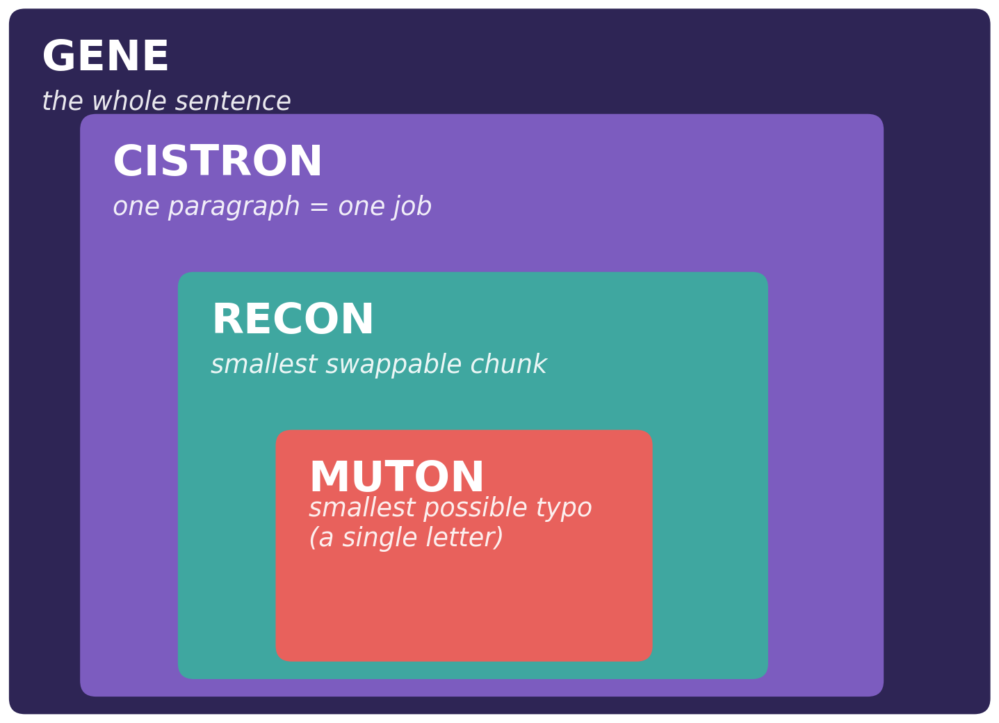 GENE
the whole sentence
CISTRON
one paragraph = one job
RECON
smallest swappable chunk
MUTON
smallest possible typo
(a single letter)